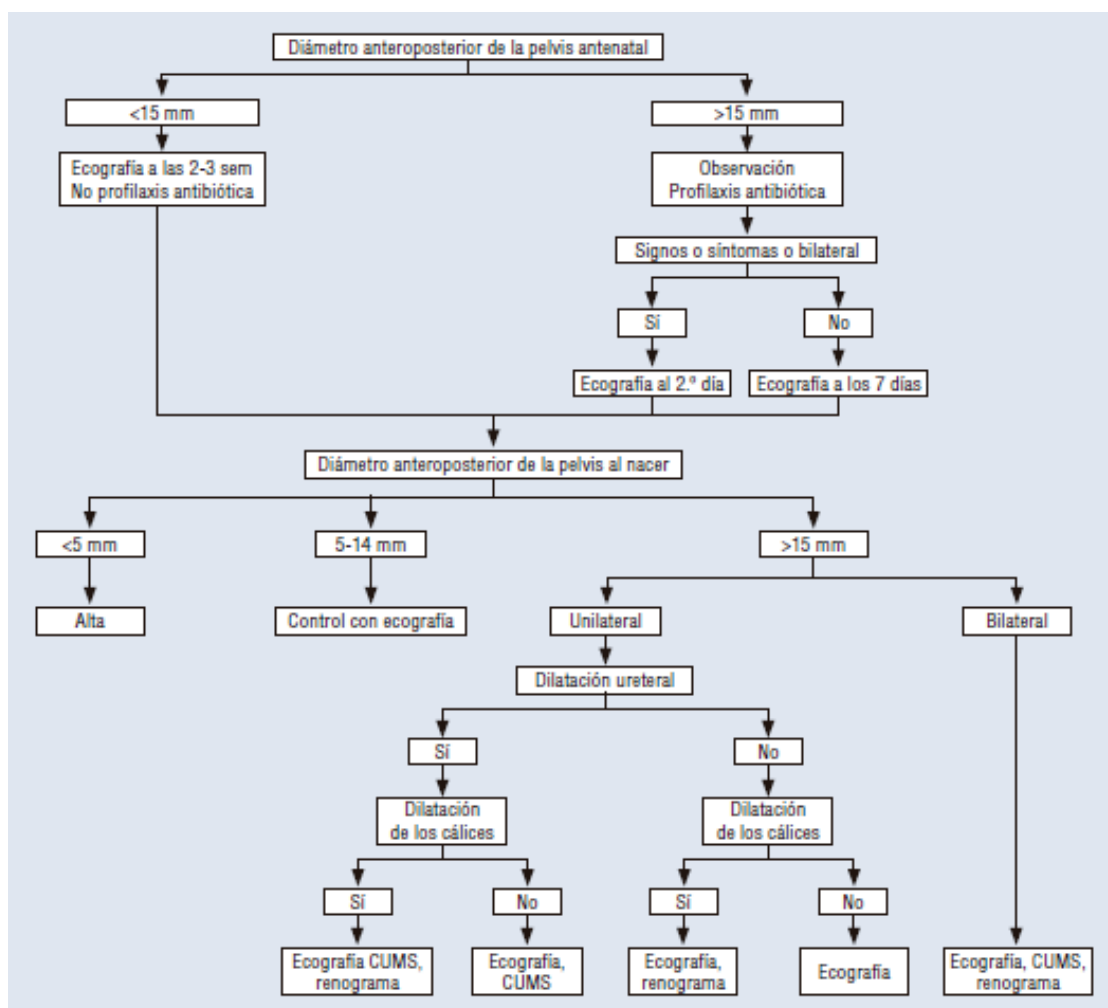 Diámetro anteroposterior de la pelvis antenatal
<15 mm
>15 mm
Ecografía a las 2-3 sem
No profilaxis antibiótica
Observación
Profilaxis antibiótica
Signos o síntomas o bilateral
Sí
No
Ecografía al 2.º día
Ecografía a los 7 días
Diámetro anteroposterior de la pelvis al nacer
<5 mm
5-14 mm
>15 mm
Alta
Control con ecografía
Unilateral
Bilateral
Dilatación ureteral
Sí
No
Dilatación
de los cálices
Dilatación
de los cálices
Sí
No
Sí
No
Ecografía CUMS,
renograma
Ecografía,
CUMS
Ecografía,
renograma
Ecografía
Ecografía, CUMS,
renograma